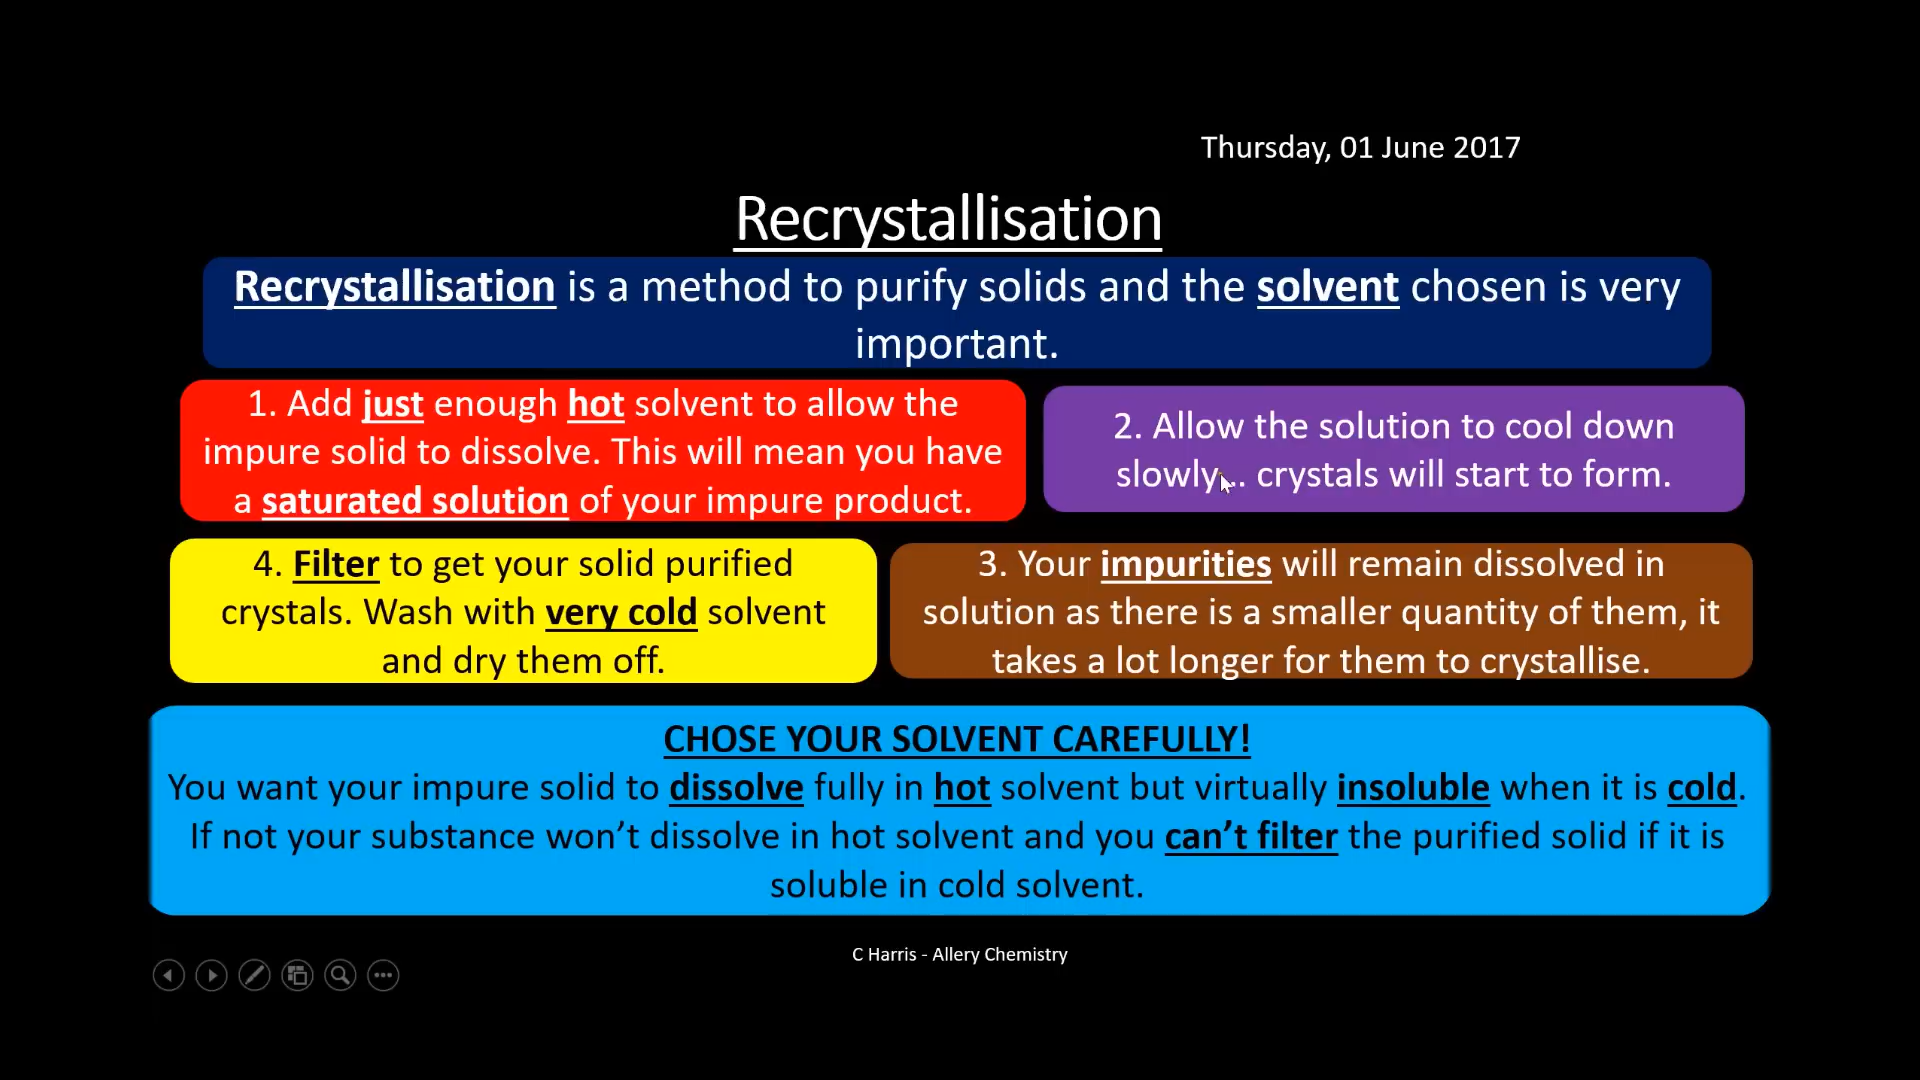 Thursday, 01 June 2017
Recrystallisation
Recrystallisation is a method to purify solids and the solvent chosen is very
important.
1. Add just enough hot solvent to allow the
impure solid to dissolve. This will mean you have
a saturated solution of your impure product.
2. Allow the solution to cool down
slowly... crystals will start to form.
4. Filter to get your solid purified
crystals. Wash with very cold solvent
and dry them off.
3. Your impurities will remain dissolved in
solution as there is a smaller quantity of them, it
takes a lot longer for them to crystallise.
CHOSE YOUR SOLVENT CAREFULLY!
You want your impure solid to dissolve fully in hot solvent but virtually insoluble when it is cold.
If not your substance won't dissolve in hot solvent and you can't filter the purified solid if it is
soluble in cold solvent.
C Harris - Allery Chemistry